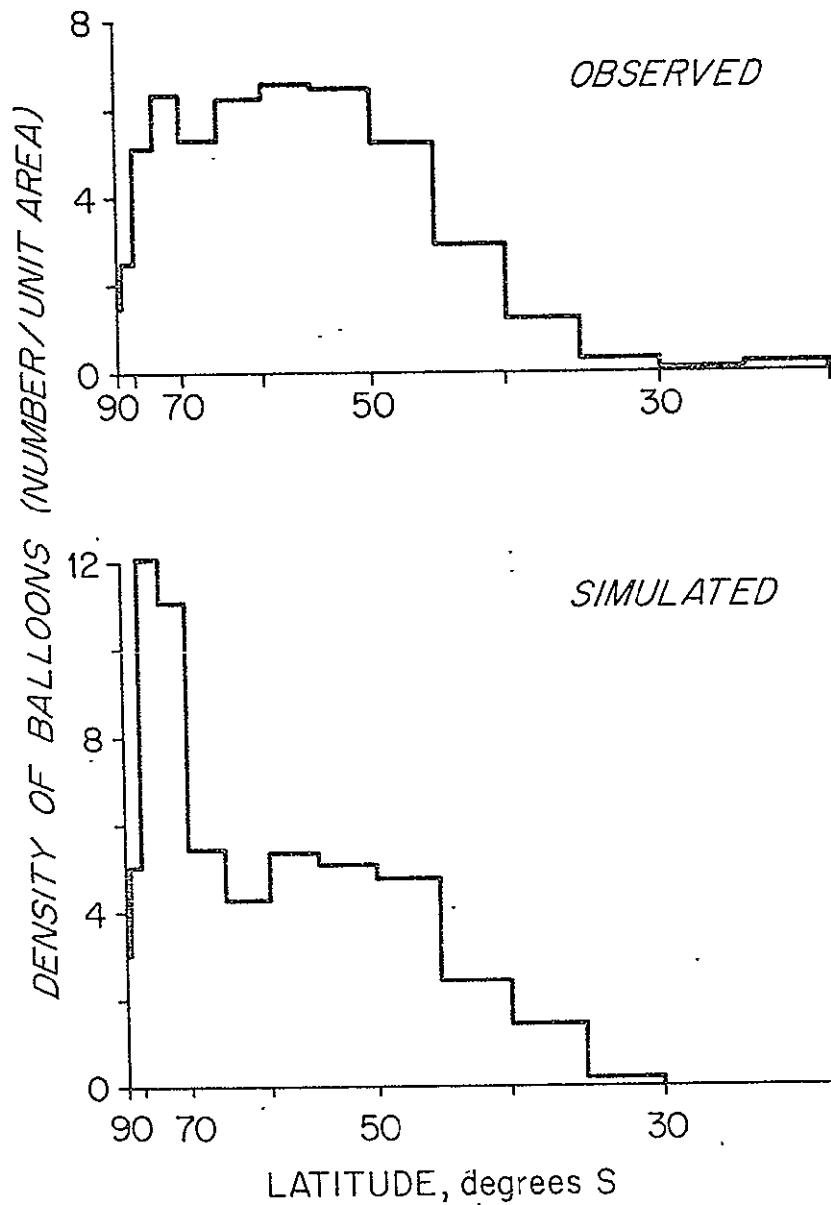 DENSITY OF BALLOONS (NUMBER/UNIT AREA)
OBSERVED
8
4
0
90 70 50 30
SIMULATED
12
8
4
0
90 70 50 30
LATITUDE, degrees S